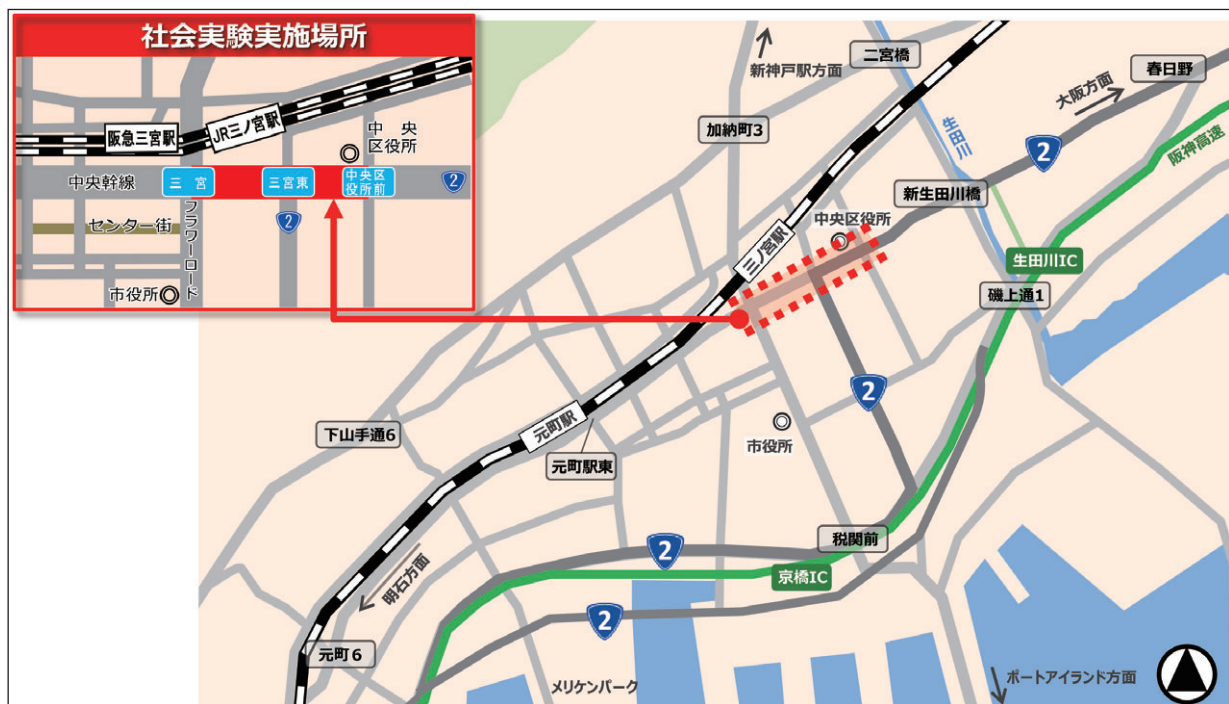 社会実験実施場所
阪急三宮駅
JR三ノ宮駅
中央
区役所
中央幹線
三宮
三宮東
中央区
役所前
2
センター街
フラワーロード
2
市役所
新神戸駅方面
二宮橋
春日野
大阪方面
加納町3
生田川
2
阪神高速
新生田川橋
中央区役所
三ノ宮駅
生田川IC
磯上通1
2
元町駅
下山手通6
元町駅東
市役所
税関前
2
京橋IC
明石方面
2
元町6
メリケンパーク
ポートアイランド方面